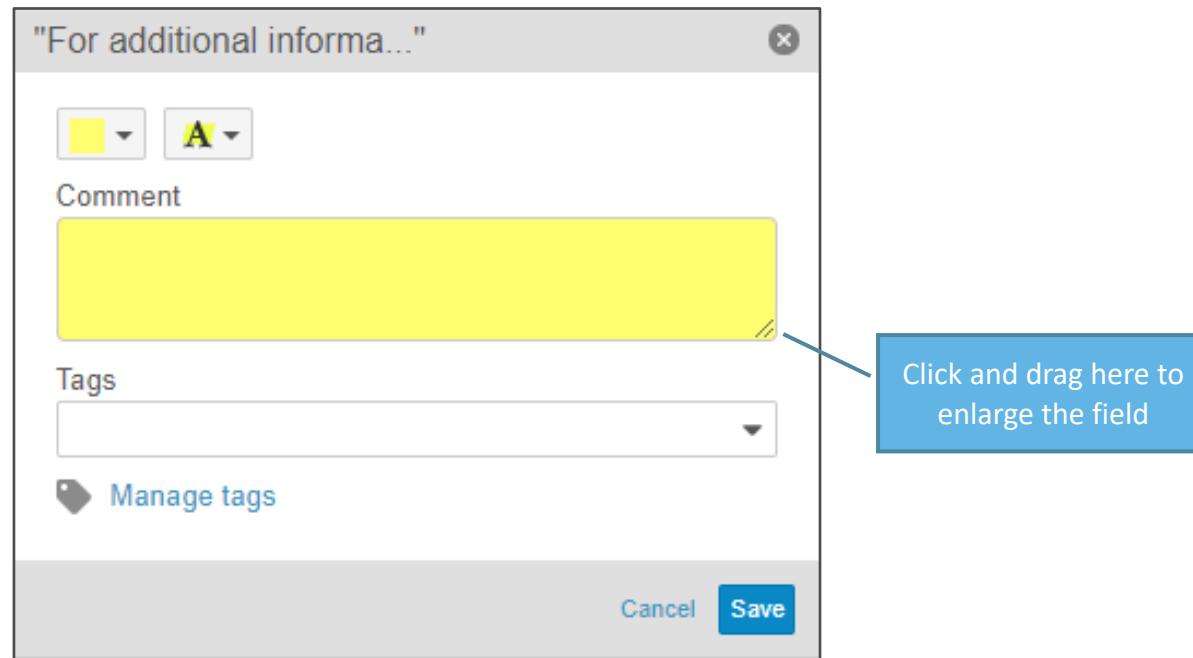 "For additional informa..."
A
Comment
Tags
Click and drag here to
enlarge the field
Manage tags
Cancel
Save